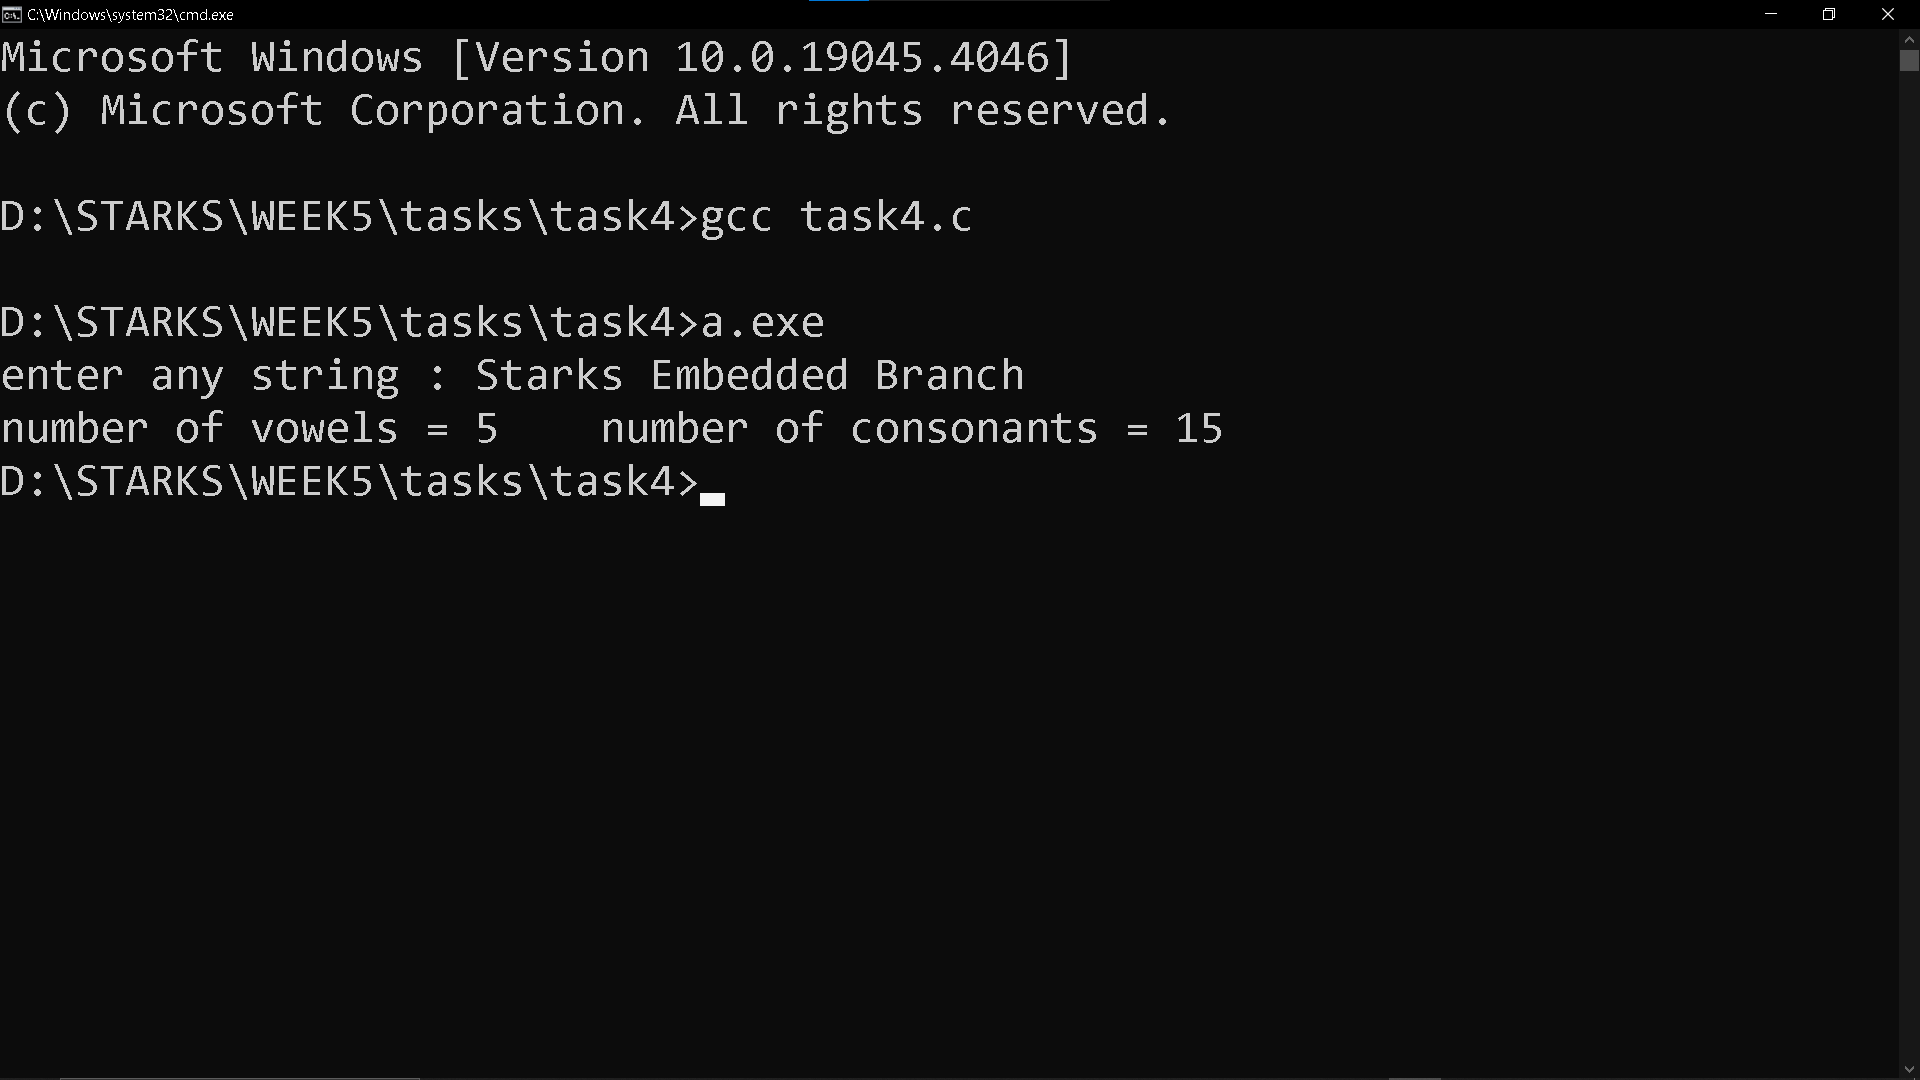 C:\Windows\system32\cmd.exe
Microsoft Windows [Version 10.0.19045.4046]
(c) Microsoft Corporation. All rights reserved.
D:\STARKS\WEEK5\tasks\task4>gcc task4.c
D:\STARKS\WEEK5\tasks\task4>a.exe
enter any string : Starks Embedded Branch
number of vowels = 5    number of consonants = 15
D:\STARKS\WEEK5\tasks\task4>